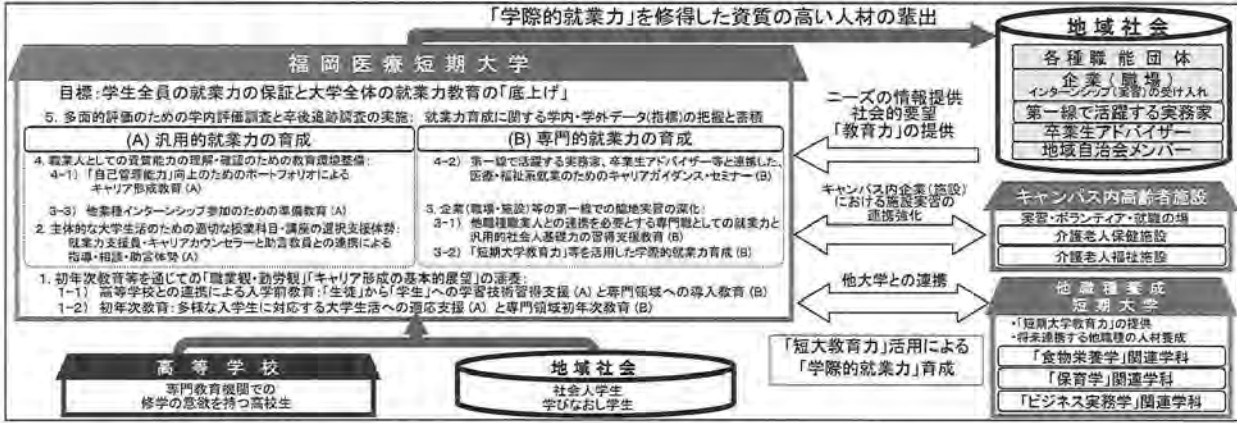 「学際的就業力」を修得した資質の高い人材の輩出
福岡医療短期大学
目標:学生全員の就業力の保証と大学全体の就業力教育の「底上げ」
5. 多面的評価のための学内評価調査と卒後追跡調査の実施: 就業力育成に関する学内・学外データ(指標)の把握と蓄積
(A) 汎用的就業力の育成
4. 職業人としての資質能力の理解・確認のための教育環境整備:
4-1) 「自己管理能力」向上のためのポートフォリオによる
キャリア形成教育(A)
3-3) 他業種インターンシップ参加のための準備教育(A)
2. 主体的な大学生活のための適切な授業科目・講座の選択支援体勢:
就業力支援員・キャリアカウンセラーと助言教員との連携による
指導・相談・助言体勢(A)
(B) 専門的就業力の育成
4-2) 第一線で活躍する実務家、卒業生アドバイザー等と連携した、
医療・福祉系就業のためのキャリアガイダンス・セミナー(B)
3. 企業(職場・施設)等の第一線での臨地実習の深化:
3-1) 他職種職業人との連携を必要とする専門職としての就業力と
汎用的社会人基礎力の習得支援教育(B)
3-2) 「短期大学教育力」等を活用した学際的就業力育成(B)
1. 初年次教育等を通じての「職業観・勤労観」「キャリア形成の基本的展望」の涵養:
1-1) 高等学校との連携による入学前教育:「生徒」から「学生」への学習技術習得支援(A)と専門領域への導入教育(B)
1-2) 初年次教育:多様な入学生に対応する大学生活への適応支援(A)と専門領域初年次教育(B)
高等学校
専門教育機関での
修学の意欲を持つ高校生
地域社会
社会人学生
学びなおし学生
ニーズの情報提供
社会的要望
「教育力」の提供
キャンパス内企業(施設)
における施設実習の
連携強化
他大学との連携
「短大教育力」活用による
「学際的就業力」育成
地域社会
各種職能団体
企業(職場)
インターンシップ(実習)の受け入れ
第一線で活躍する実務家
卒業生アドバイザー
地域自治会メンバー
キャンパス内高齢者施設
実習・ボランティア・就職の場
介護老人保健施設
介護老人福祉施設
他職種養成
短期大学
・「短期大学教育力」の提供
・将来連携する他職種の人材養成
「食物栄養学」関連学科
「保育学」関連学科
「ビジネス実務学」関連学科